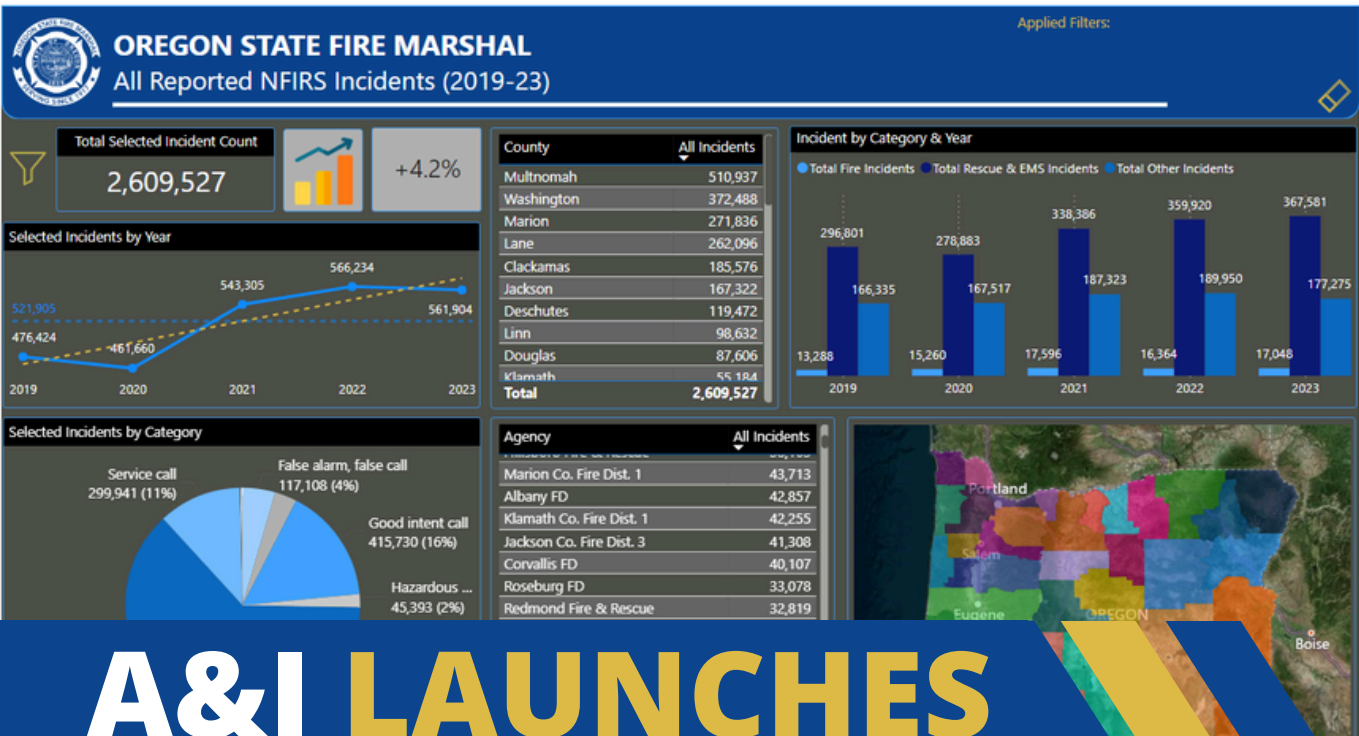 Applied Filters:
OREGON STATE FIRE MARSHAL
All Reported NFIRS Incidents (2019-23)
Total Selected Incident Count
2,609,527
+4.2%
Selected Incidents by Year
566,234
543,305
521,905
561,904
476,424
461,660
2019 2020 2021 2022 2023
County All Incidents
Multnomah 510,937
Washington 372,488
Marion 271,836
Lane 262,096
Clackamas 185,576
Jackson 167,322
Deschutes 119,472
Linn 98,632
Douglas 87,606
Klamath 55,184
Total 2,609,527
Incident by Category & Year
Total Fire Incidents Total Rescue & EMS Incidents Total Other Incidents
367,581
359,920
338,386
296,801
278,883
187,323 189,950 177,275
166,335 167,517
13,288 15,260 17,596 16,364 17,048
2019 2020 2021 2022 2023
Selected Incidents by Category
False alarm, false call
117,108 (4%)
Service call
299,941 (11%)
Good intent call
415,730 (16%)
Hazardous ...
45,393 (2%)
Agency All Incidents
Marion Co. Fire Dist. 1 43,713
Albany FD 42,857
Klamath Co. Fire Dist. 1 42,255
Jackson Co. Fire Dist. 3 41,308
Corvallis FD 40,107
Roseburg FD 33,078
Redmond Fire & Rescue 32,819
Portland
Salem
Eugene
OREGON
Boise
A&I LAUNCHES